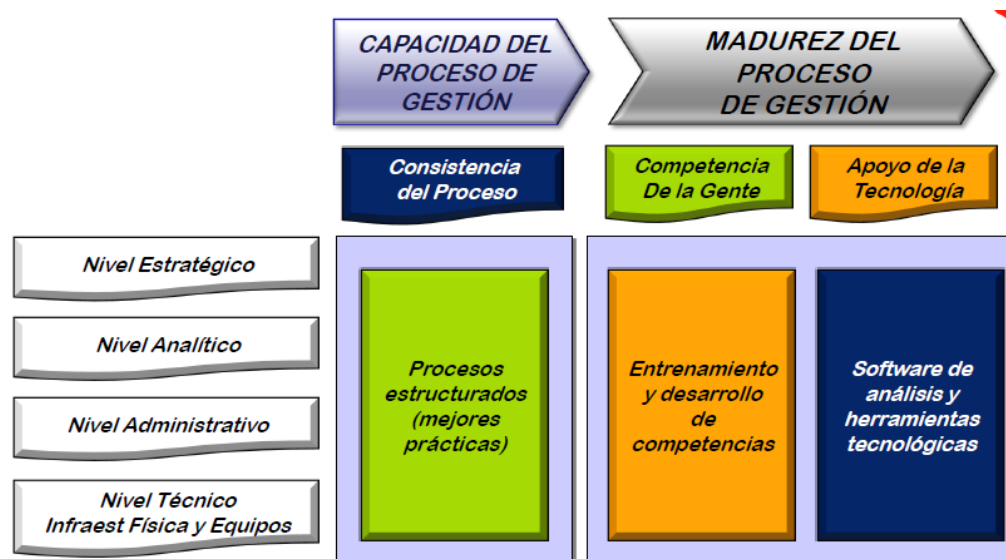 CAPACIDAD DEL
PROCESO DE
GESTIÓN
MADUREZ DEL
PROCESO
DE GESTIÓN
Consistencia
del Proceso
Competencia
De la Gente
Apoyo de la
Tecnología
Nivel Estratégico
Nivel Analítico
Nivel Administrativo
Nivel Técnico
Infraest Física y Equipos
Procesos
estructurados
(mejores
prácticas)
Entrenamiento
y desarrollo
de
competencias
Software de
análisis y
herramientas
tecnológicas